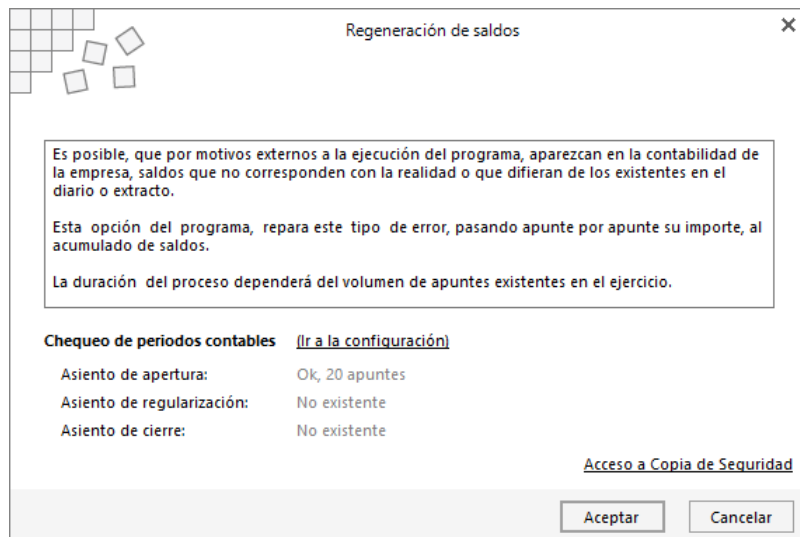 Regeneración de saldos
Es posible, que por motivos externos a la ejecución del programa, aparezcan en la contabilidad de
la empresa, saldos que no corresponden con la realidad o que difieran de los existentes en el
diario o extracto.
Esta opción del programa, repara este tipo de error, pasando apunte por apunte su importe, al
acumulado de saldos.
La duración del proceso dependerá del volumen de apuntes existentes en el ejercicio.
Chequeo de periodos contables (Ir a la configuración)
Asiento de apertura: Ok, 20 apuntes
Asiento de regularización: No existente
Asiento de cierre: No existente
Acceso a Copia de Seguridad
Aceptar Cancelar